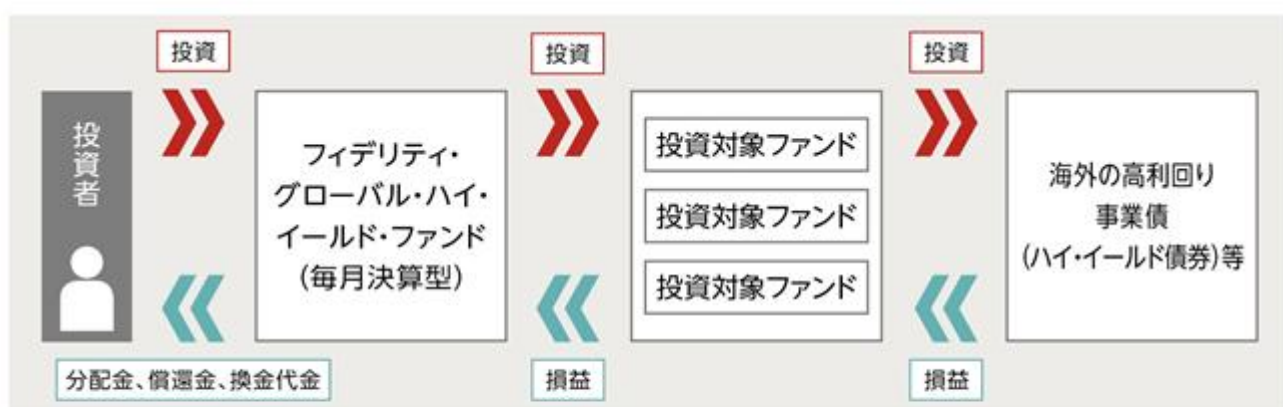 投資
投資
投資
投資者
フィデリティ・
グローバル・ハイ・
イールド・ファンド
(毎月決算型)
投資対象ファンド
投資対象ファンド
投資対象ファンド
海外の高利回り
事業債
(ハイ・イールド債券)等
分配金、償還金、換金代金
損益
損益